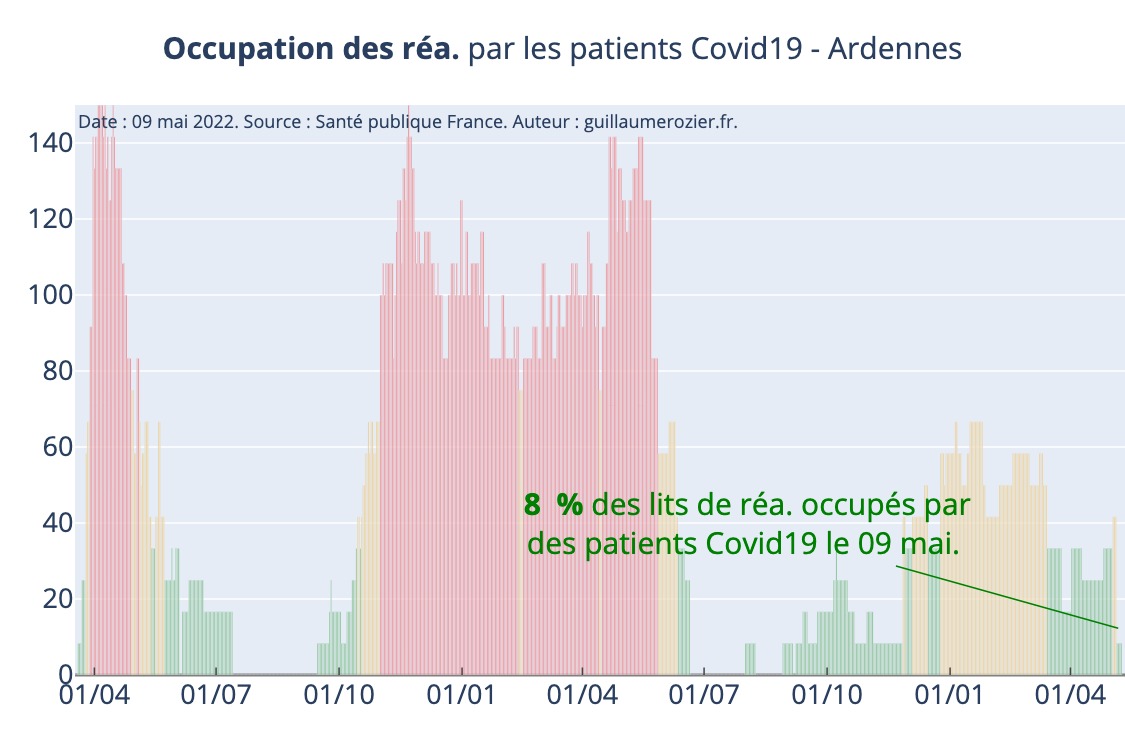 Occupation des réa. par les patients Covid19 - Ardennes
Date : 09 mai 2022. Source : Santé publique France. Auteur : guillaumerozier.fr.
140
120
100
80
60
40
20
0
8 % des lits de réa. occupés par
des patients Covid19 le 09 mai.
01/04 01/07 01/10 01/01 01/04 01/07 01/10 01/01 01/04